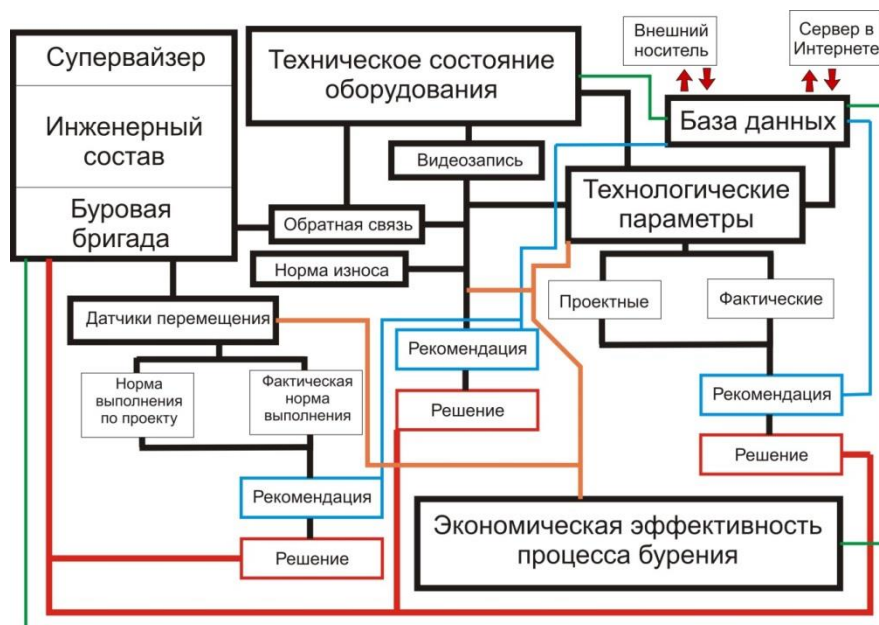 Супервайзер
Инженерный
состав
Буровая
бригада
Техническое состояние
оборудования
Внешний
носитель
Сервер в
Интернете
База данных
Видеозапись
Технологические
параметры
Обратная связь
Норма износа
Проектные
Фактические
Датчики перемещения
Норма
выполнения
по проекту
Фактическая
норма
выполнения
Рекомендация
Решение
Рекомендация
Решение
Рекомендация
Решение
Экономическая эффективность
процесса бурения